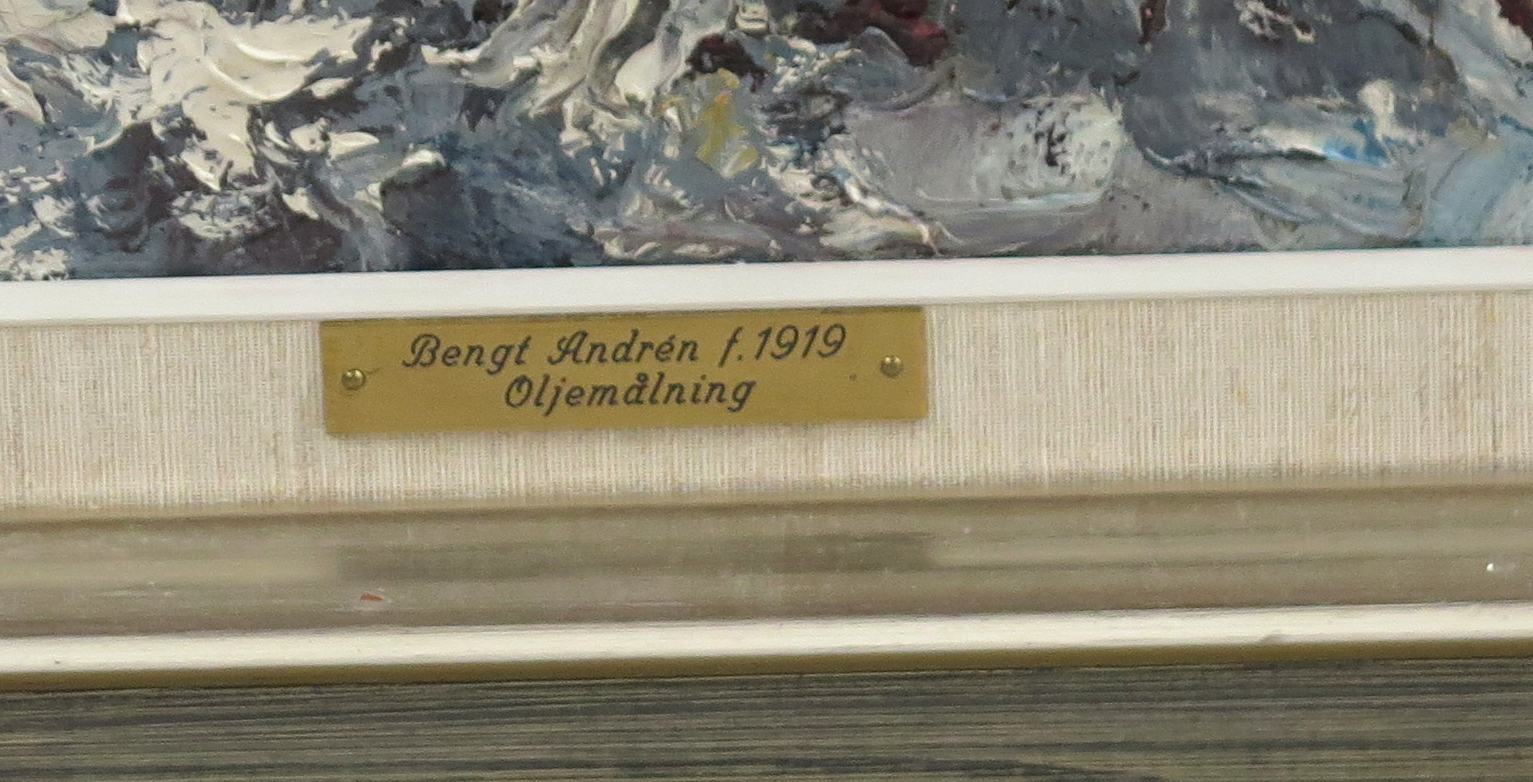 Bengt Andrén f. 1919
Oljemålning